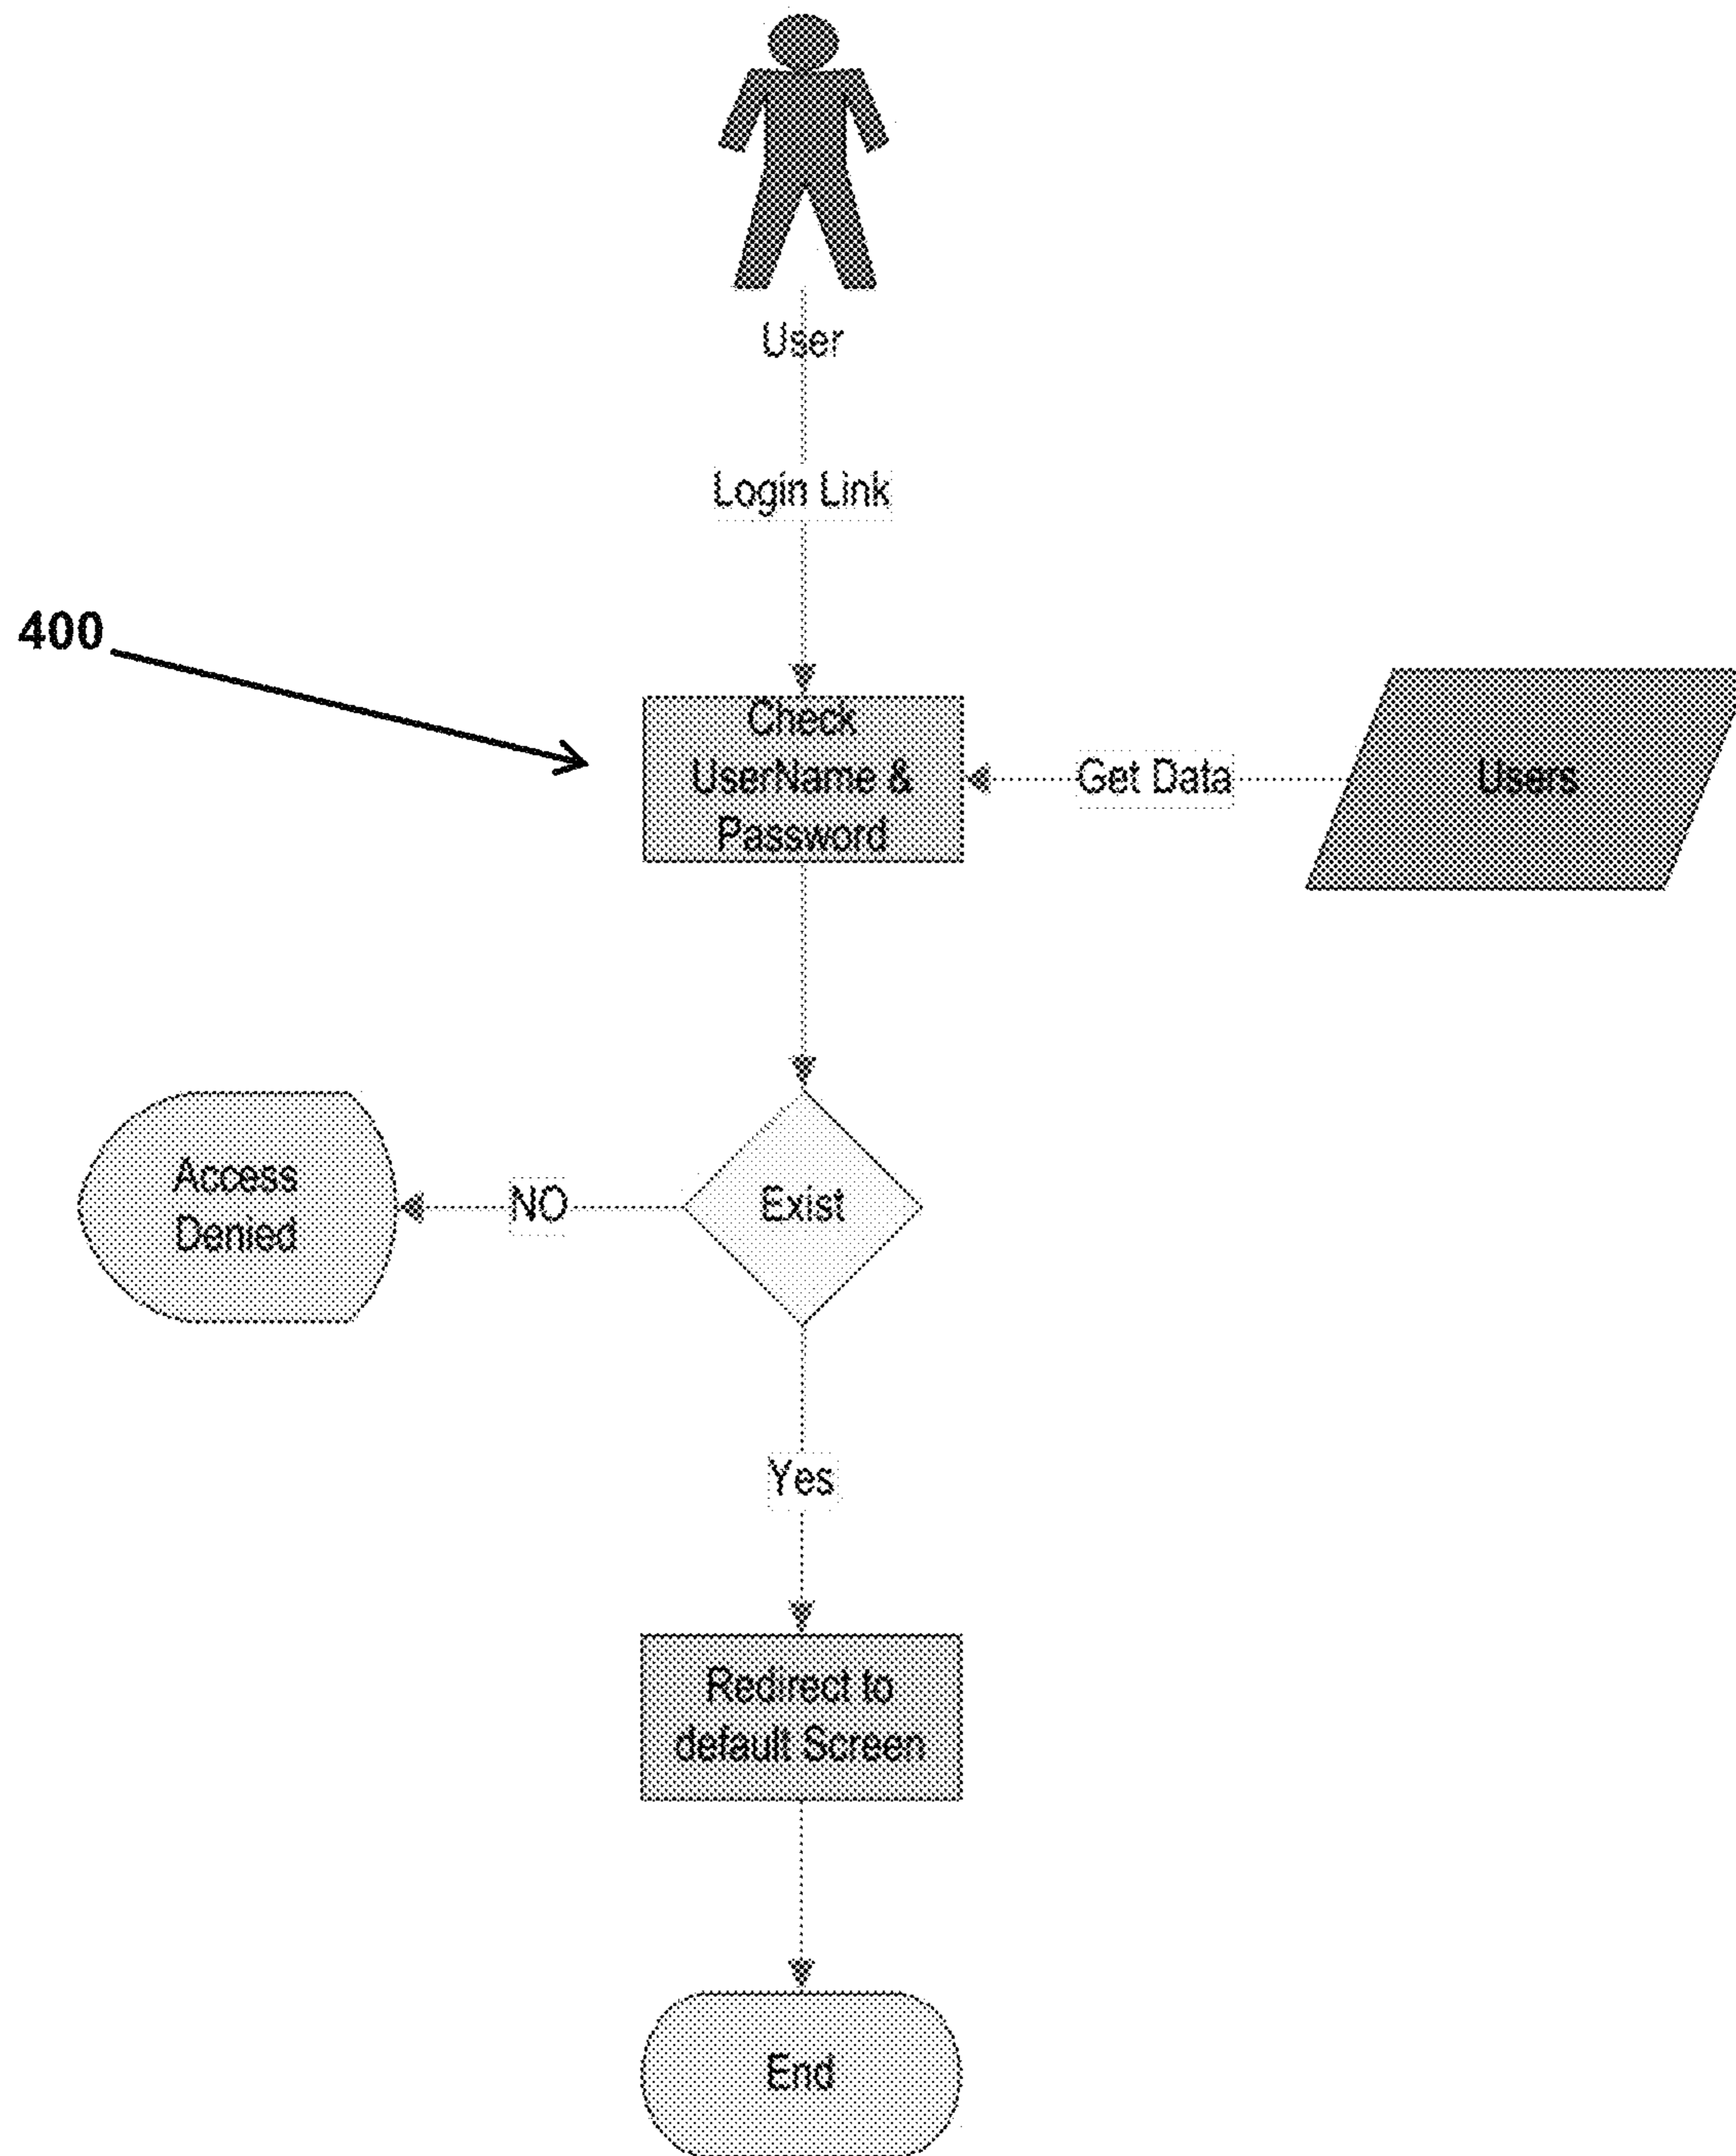 User
Login Link
400
Check
UserName &
Password
Get Data
Users
Access
Denied
NO
Exist
Yes
Redirect to
default Screen
End